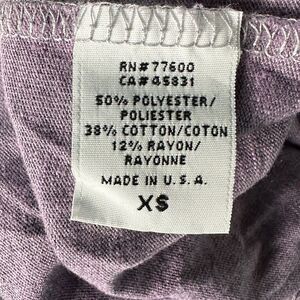 RN#77600
CA#45831
50% POLYESTER/
POLIESTER
38% COTTON/COTON
12% RAYON/
RAYONNE
MADE IN U.S.A.
XS